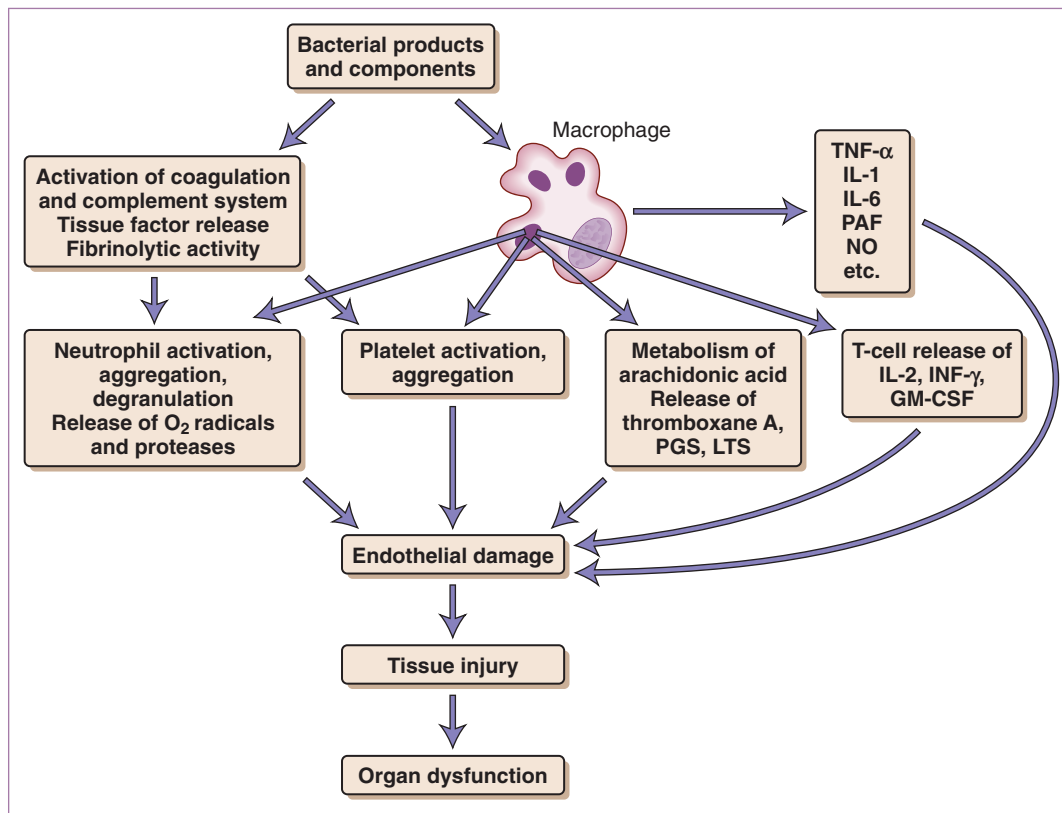 Bacterial products
and components
Macrophage
TNF-α
IL-1
IL-6
PAF
NO
etc.
Activation of coagulation
and complement system
Tissue factor release
Fibrinolytic activity
Neutrophil activation,
aggregation,
degranulation
Release of O₂ radicals
and proteases
Platelet activation,
aggregation
Metabolism of
arachidonic acid
Release of
thromboxane A,
PGS, LTS
T-cell release of
IL-2, INF-γ,
GM-CSF
Endothelial damage
Tissue injury
Organ dysfunction